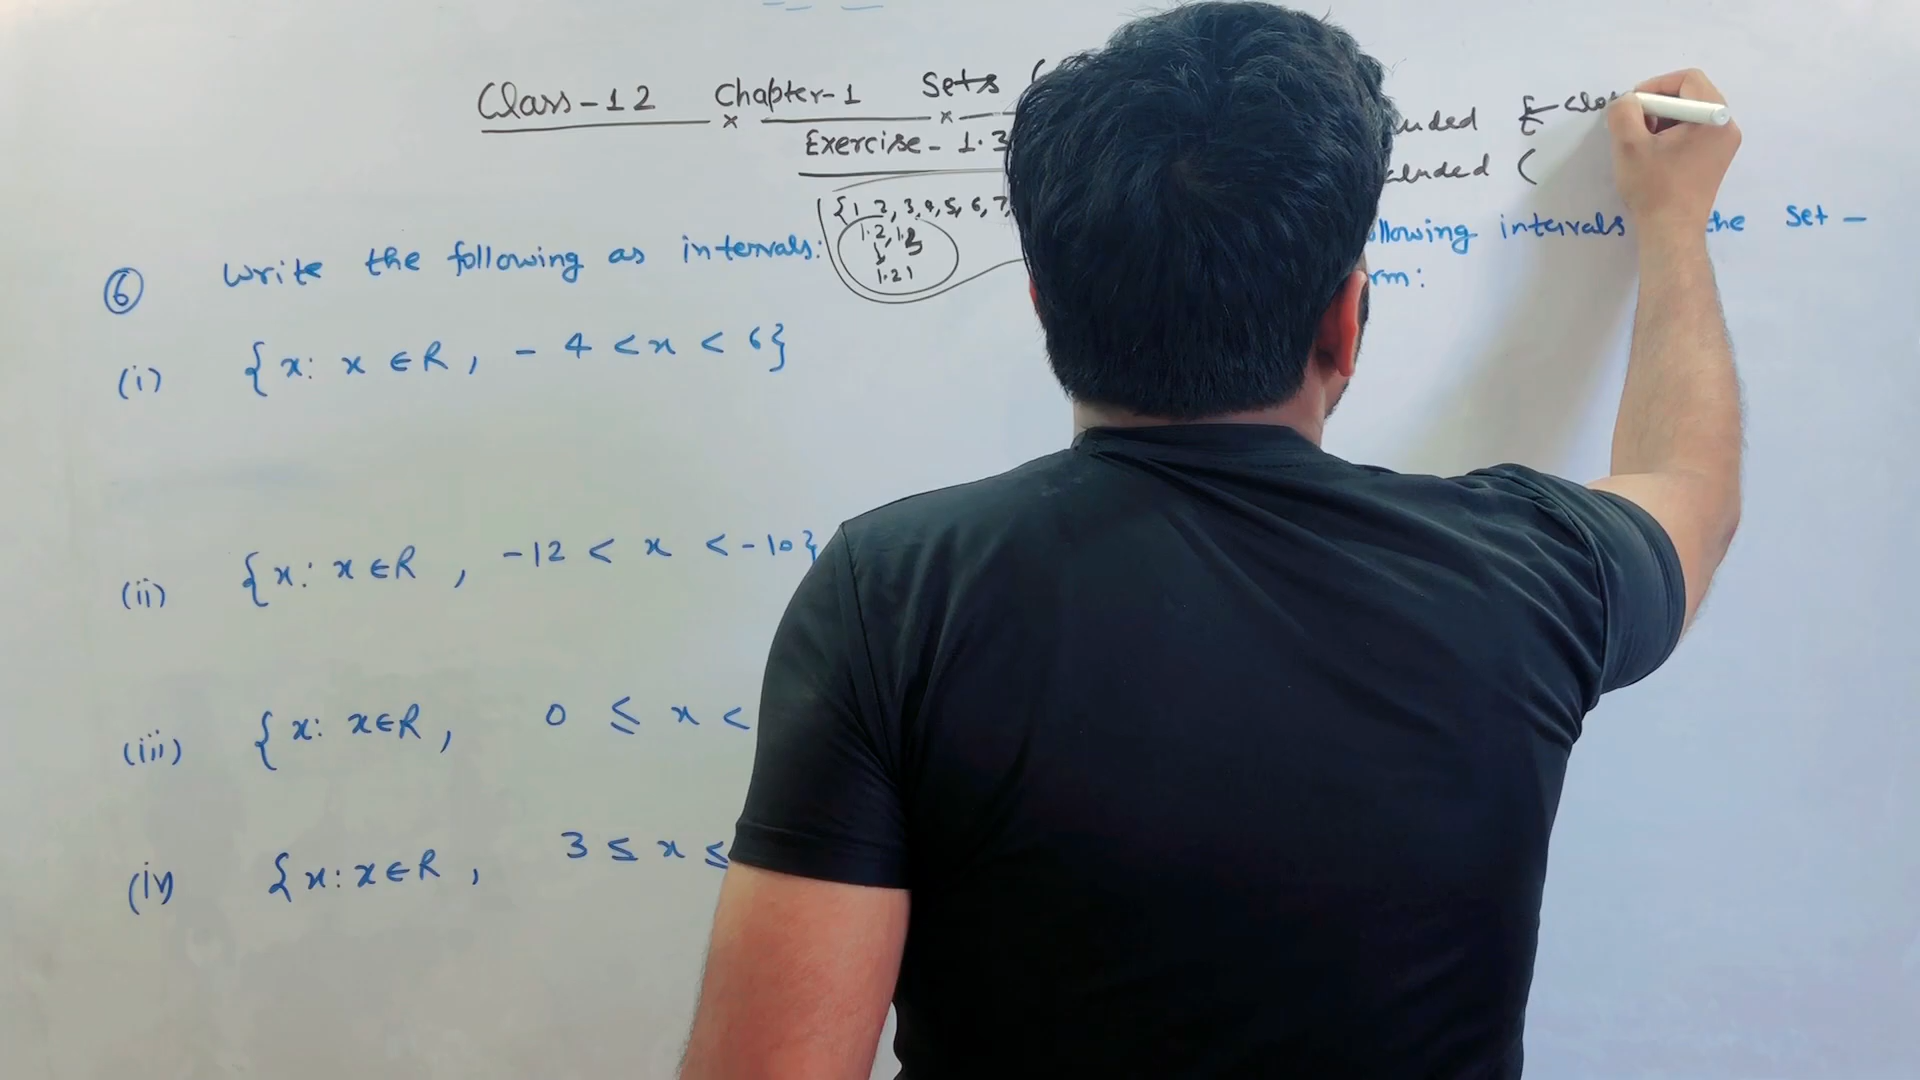 Class-12 x Chapter-1 x Sets (
Exercise - 1.3
uded [ - clo
cluded (
{1, 2, 3, 4, 5, 6, 7,
1.2, 1.3
1.21
⑥ Write the following as intervals:
(i) {x: x ∈ R, - 4 < x < 6}
(ii) {x: x ∈ R, -12 < x < -10}
(iii) {x: x ∈ R, 0 ≤ x <
(iv) {x: x ∈ R, 3 ≤ x ≤
ollowing intervals the set -
rm: